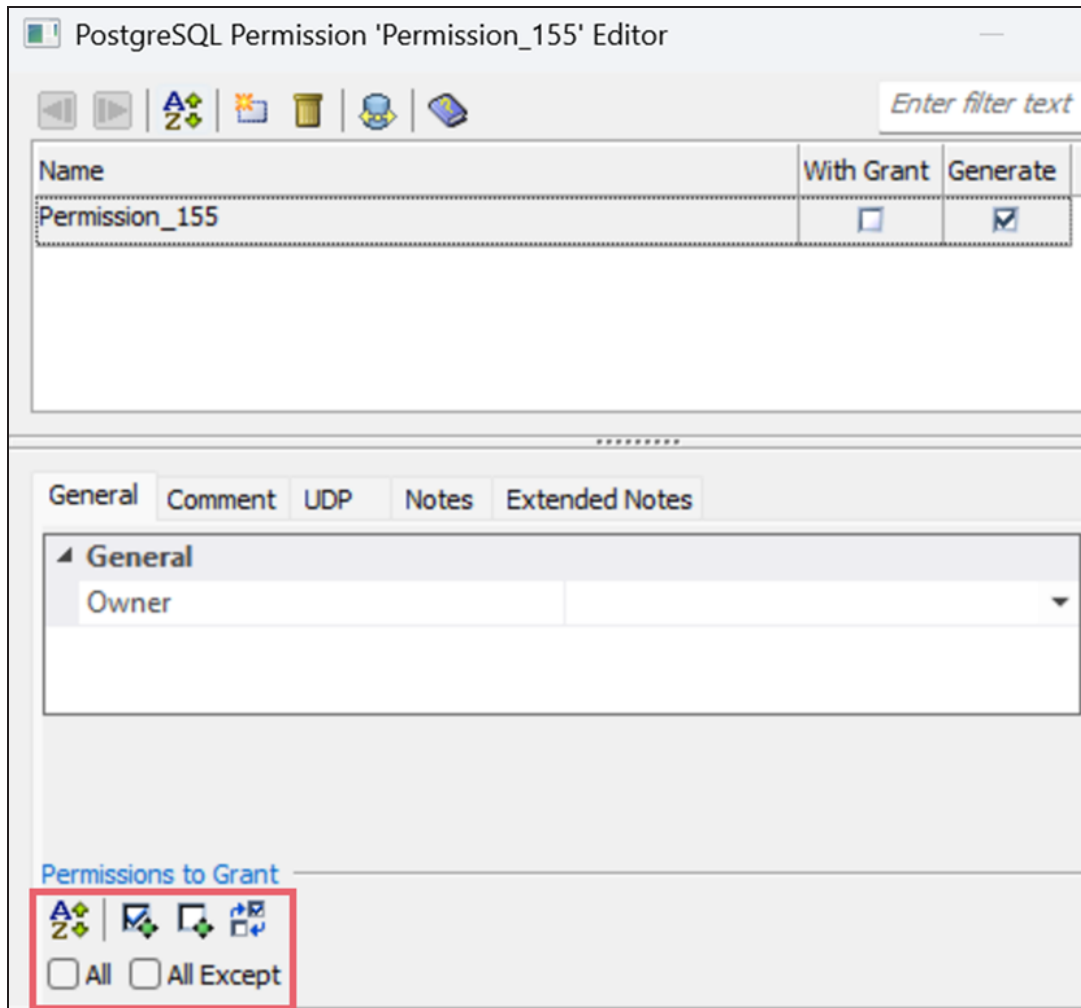 PostgreSQL Permission 'Permission_155' Editor
Enter filter text
Name With Grant Generate
Permission_155
General Comment UDP Notes Extended Notes
General
Owner
Permissions to Grant
All All Except